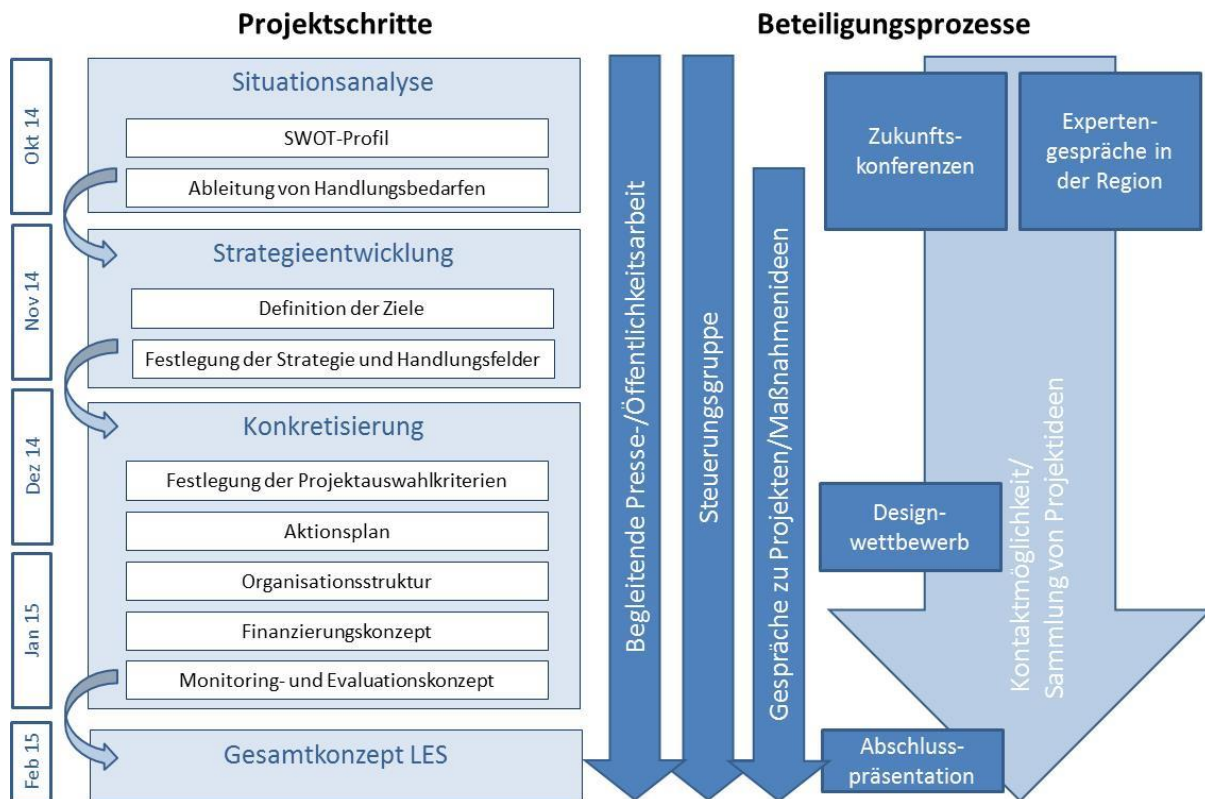 Projektschritte
Beteiligungsprozesse
Okt 14
Nov 14
Dez 14
Jan 15
Feb 15
Situationsanalyse
SWOT-Profil
Ableitung von Handlungsbedarfen
Strategieentwicklung
Definition der Ziele
Festlegung der Strategie und Handlungsfelder
Konkretisierung
Festlegung der Projektauswahlkriterien
Aktionsplan
Organisationsstruktur
Finanzierungskonzept
Monitoring- und Evaluationskonzept
Gesamtkonzept LES
Begleitende Presse-/Öffentlichkeitsarbeit
Steuerungsgruppe
Gespräche zu Projekten/Maßnahmenideen
Zukunfts-
konferenzen
Experten-
gespräche in
der Region
Design-
wettbewerb
Kontaktmöglichkeit/
Sammlung von Projektideen
Abschluss-
präsentation